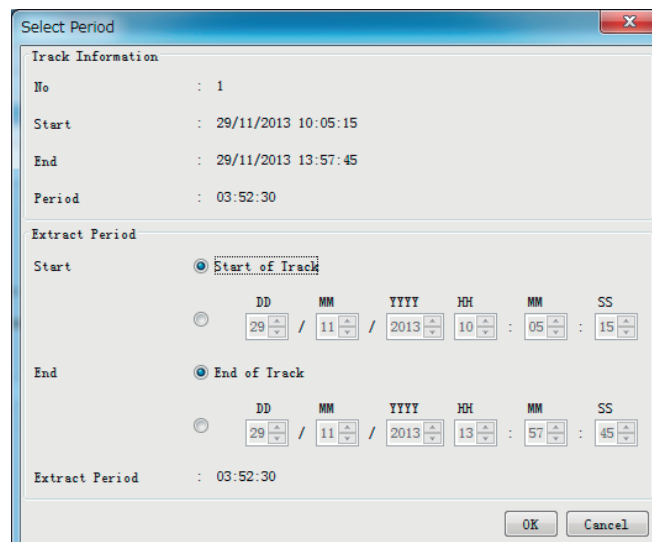 Select Period
Track Information
No : 1
Start : 29/11/2013 10:05:15
End : 29/11/2013 13:57:45
Period : 03:52:30
Extract Period
Start Start of Track
DD MM YYYY HH MM SS
29 / 11 / 2013 10 : 05 : 15
End End of Track
DD MM YYYY HH MM SS
29 / 11 / 2013 13 : 57 : 45
Extract Period : 03:52:30
OK Cancel